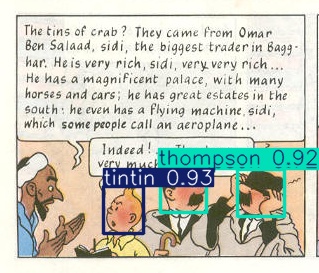 The tins of crab? They came from Omar
Ben Salaad, sidi, the biggest trader in Bagg-
har. He is very rich, sidi, very, very rich...
He has a magnificent palace, with many
horses and cars; he has great estates in the
south: he even has a flying machine, sidi,
which some people call an aeroplane...
Indeed!
very much
thompson 0.92
tintin 0.93